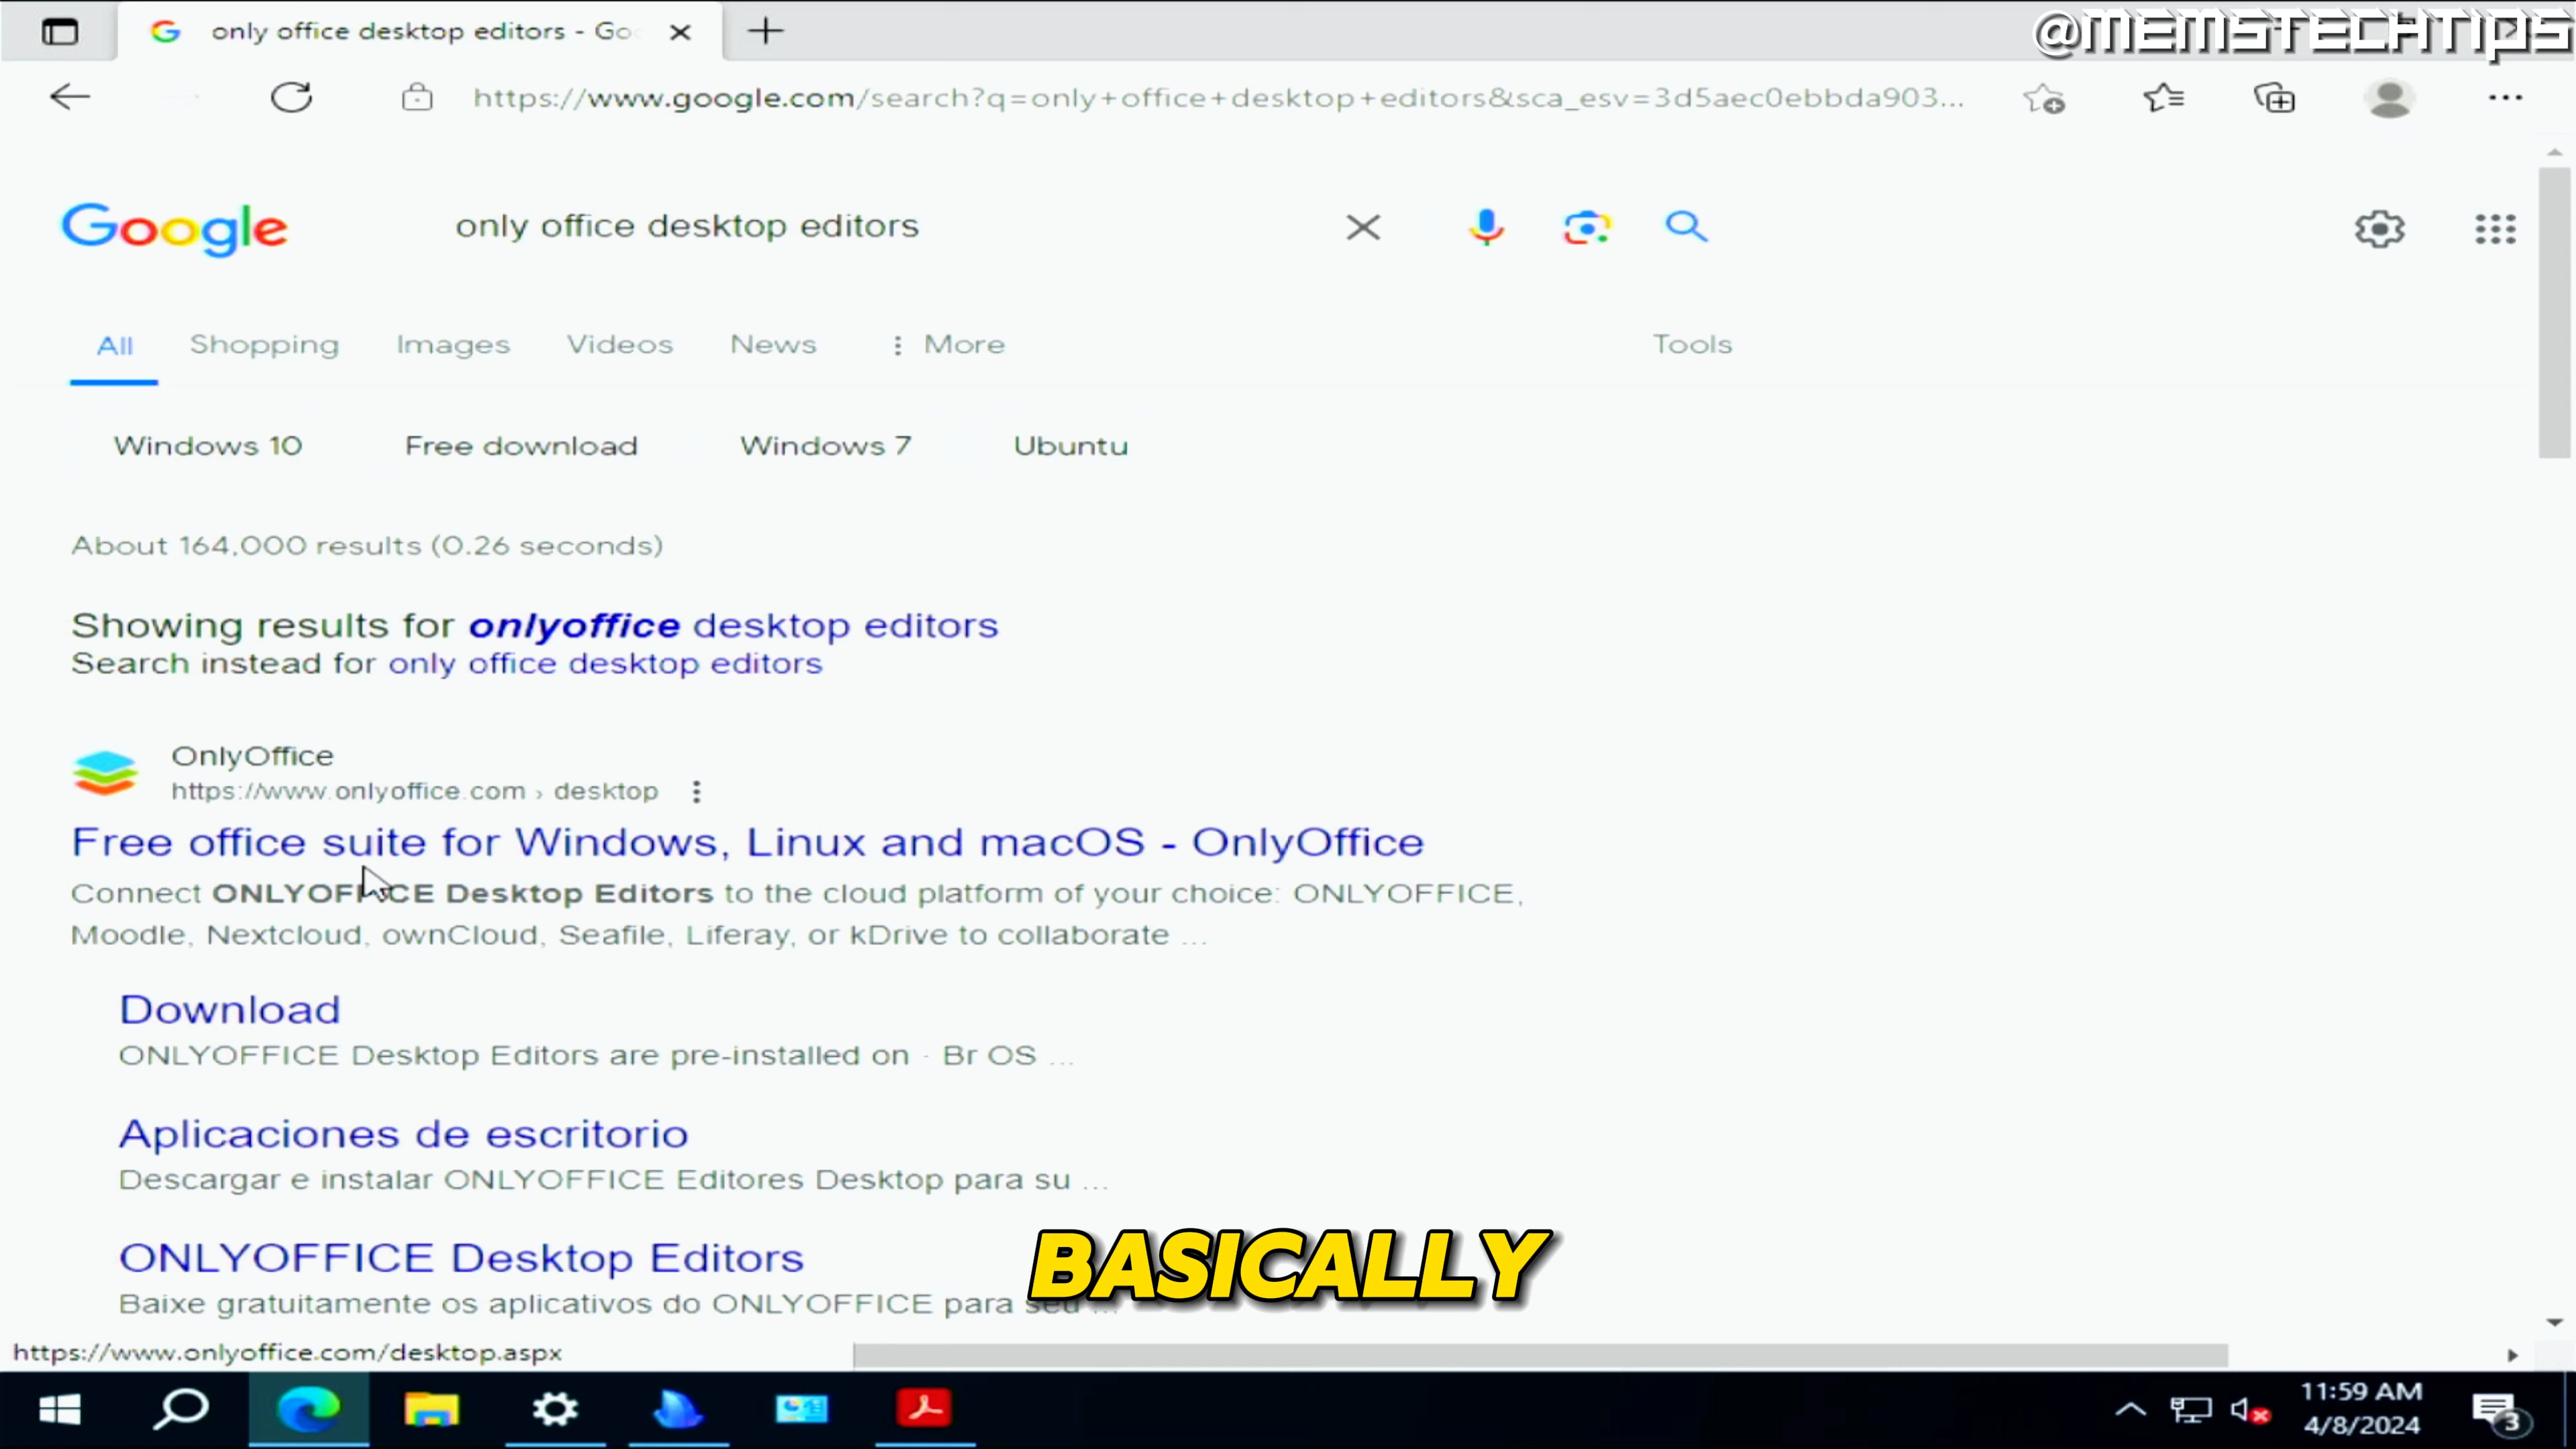 only office desktop editors - Go
@MEMSTECHTIPS
https://www.google.com/search?q=only+office+desktop+editors&sca_esv=3d5aec0ebbda903...
Google
only office desktop editors
All
Shopping
Images
Videos
News
More
Tools
Windows 10
Free download
Windows 7
Ubuntu
About 164,000 results (0.26 seconds)
Showing results for onlyoffice desktop editors
Search instead for only office desktop editors
OnlyOffice
https://www.onlyoffice.com › desktop
Free office suite for Windows, Linux and macOS - OnlyOffice
Connect ONLYOFFICE Desktop Editors to the cloud platform of your choice: ONLYOFFICE,
Moodle, Nextcloud, ownCloud, Seafile, Liferay, or kDrive to collaborate ...
Download
ONLYOFFICE Desktop Editors are pre-installed on · Br OS ...
Aplicaciones de escritorio
Descargar e instalar ONLYOFFICE Editores Desktop para su ...
ONLYOFFICE Desktop Editors
Baixe gratuitamente os aplicativos do ONLYOFFICE para seu ...
BASICALLY
https://www.onlyoffice.com/desktop.aspx
11:59 AM
4/8/2024
3